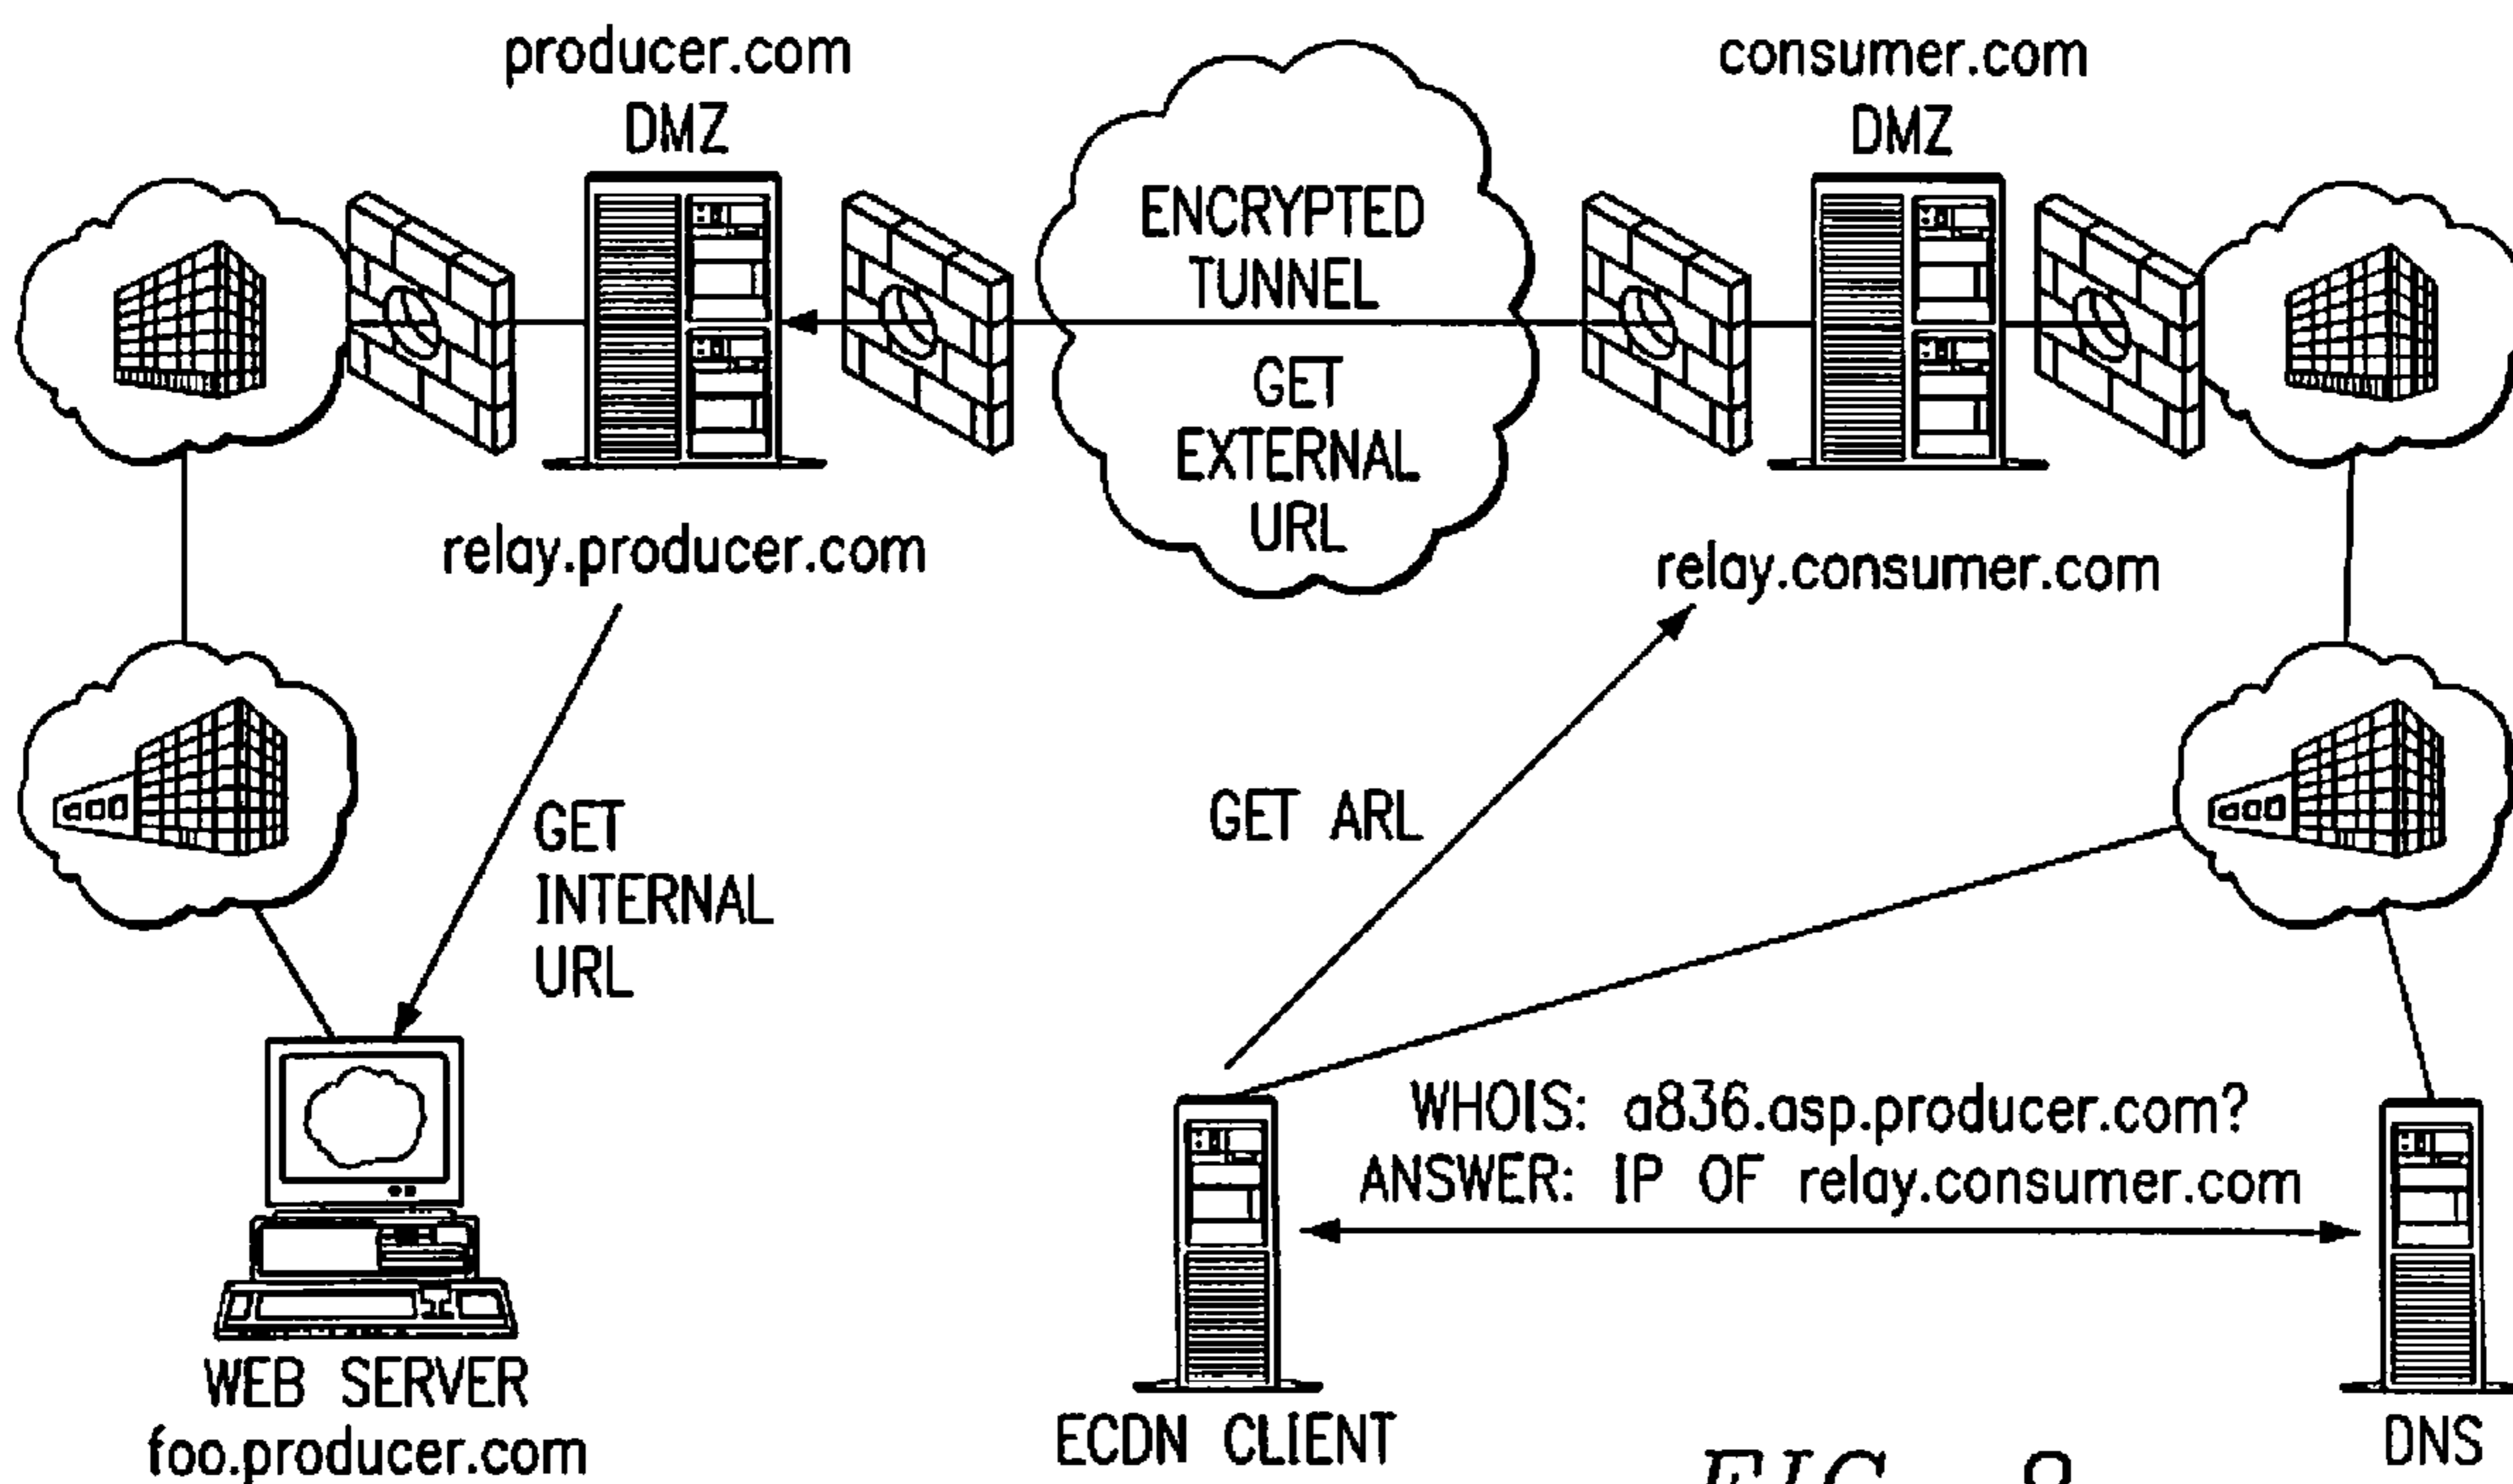 producer.com
DMZ
consumer.com
DMZ
ENCRYPTED
TUNNEL
GET
EXTERNAL
URL
relay.producer.com
relay.consumer.com
GET
INTERNAL
URL
GET ARL
WHOIS: a836.asp.producer.com?
ANSWER: IP OF relay.consumer.com
WEB SERVER
foo.producer.com
ECDN CLIENT
DNS